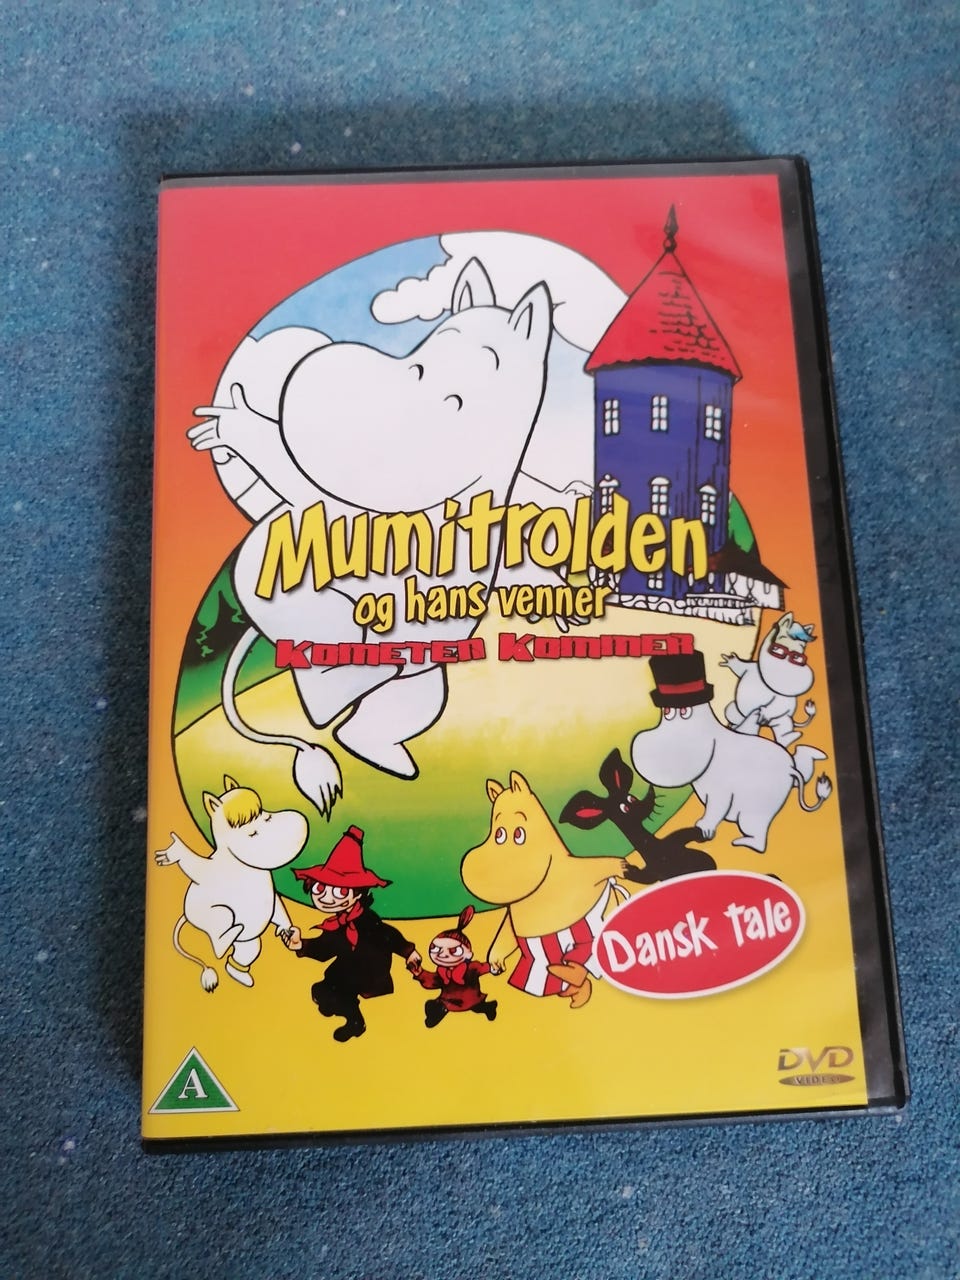 Mumitrolden
og hans venner
KOMETEN KOMMER
Dansk tale
A
DVD
VIDEO